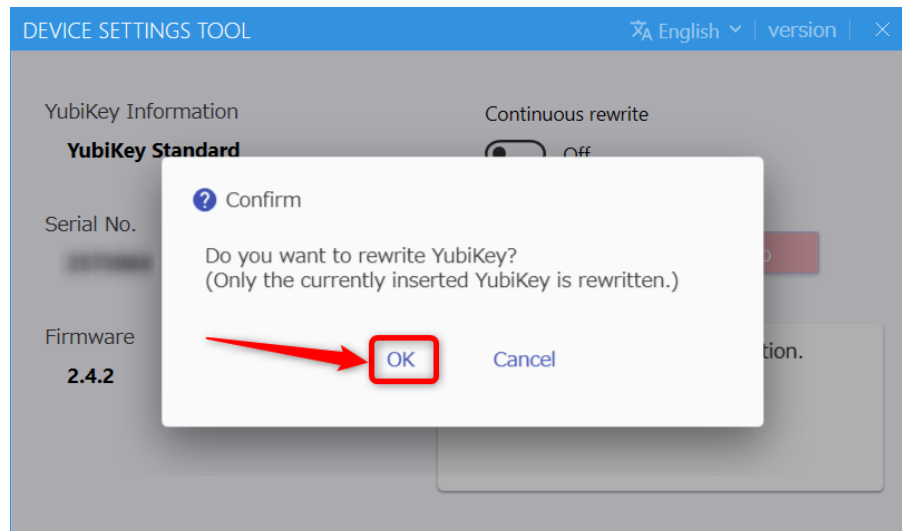 DEVICE SETTINGS TOOL
English
version
YubiKey Information
YubiKey Standard
Continuous rewrite
Off
Confirm
Do you want to rewrite YubiKey?
(Only the currently inserted YubiKey is rewritten.)
OK
Cancel
Serial No.
Firmware
2.4.2